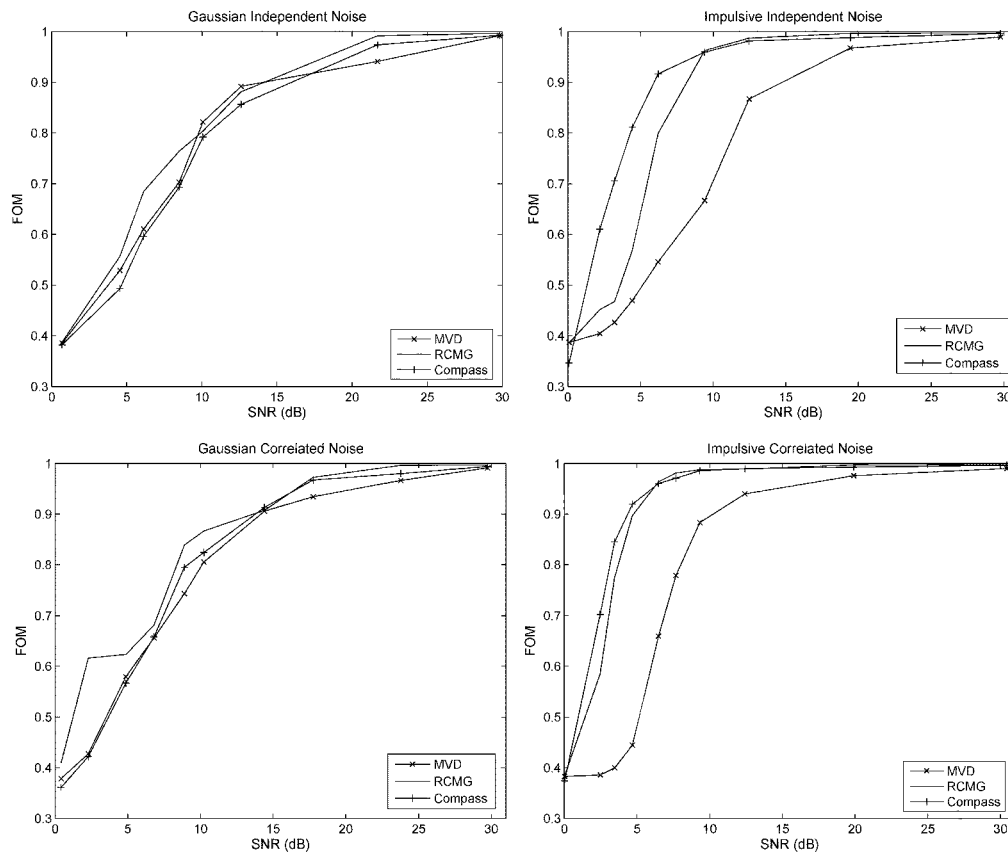 Gaussian Independent Noise
1
0.9
0.8
0.7
0.6
0.5
0.4
0.3
FOM
0
5
10
15
20
25
30
SNR (dB)
MVD
RCMG
Compass
Impulsive Independent Noise
1
0.9
0.8
0.7
0.6
0.5
0.4
0.3
FOM
0
5
10
15
20
25
30
SNR (dB)
MVD
RCMG
Compass
Gaussian Correlated Noise
1
0.9
0.8
0.7
0.6
0.5
0.4
0.3
FOM
0
5
10
15
20
25
30
SNR (dB)
MVD
RCMG
Compass
Impulsive Correlated Noise
1
0.9
0.8
0.7
0.6
0.5
0.4
0.3
FOM
0
5
10
15
20
25
30
SNR (dB)
MVD
RCMG
Compass